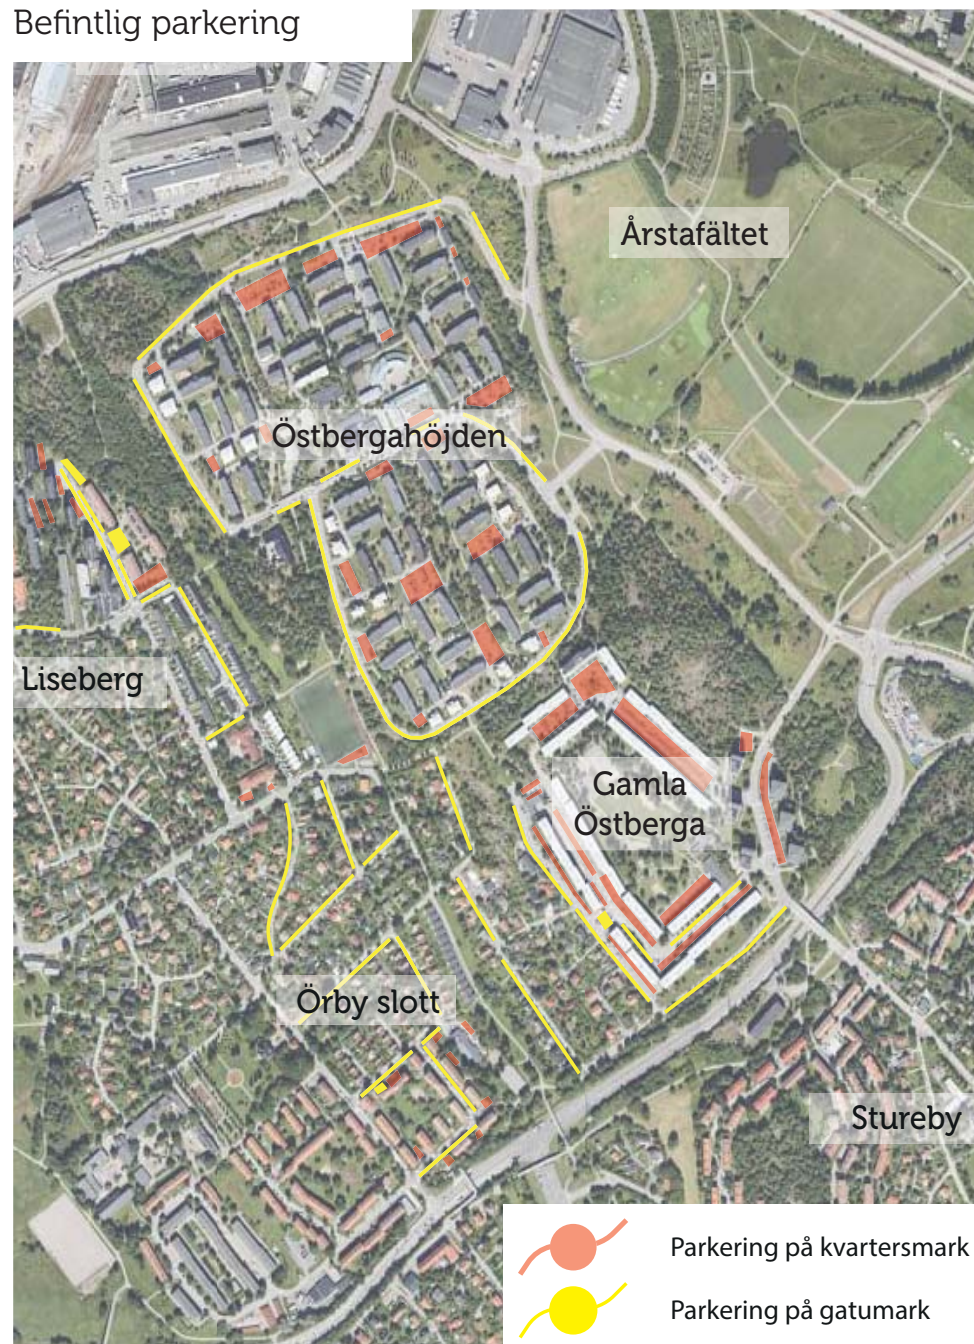 Befintlig parkering
Årstafältet
Östbergahöjden
Liseberg
Gamla
Östberga
Örby slott
Stureby
Parkering på kvartersmark
Parkering på gatumark